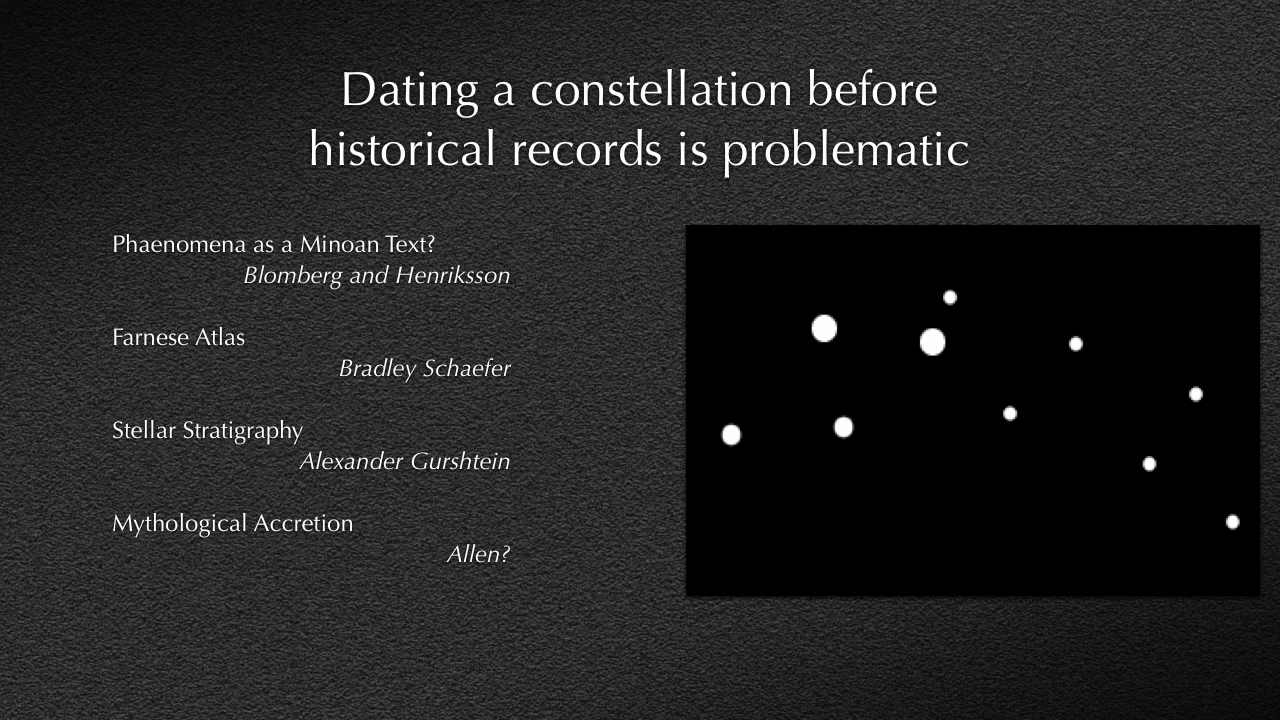 Dating a constellation before
historical records is problematic
Phaenomena as a Minoan Text?
Blomberg and Henriksson
Farnese Atlas
Bradley Schaefer
Stellar Stratigraphy
Alexander Gurshtein
Mythological Accretion
Allen?